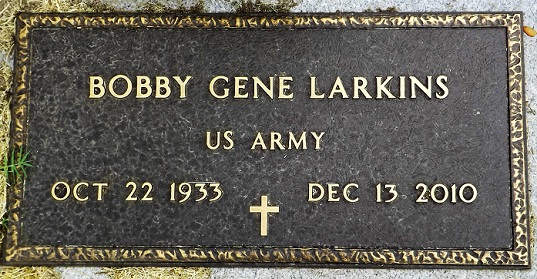 BOBBY GENE LARKINS
US ARMY
OCT 22 1933 DEC 13 2010